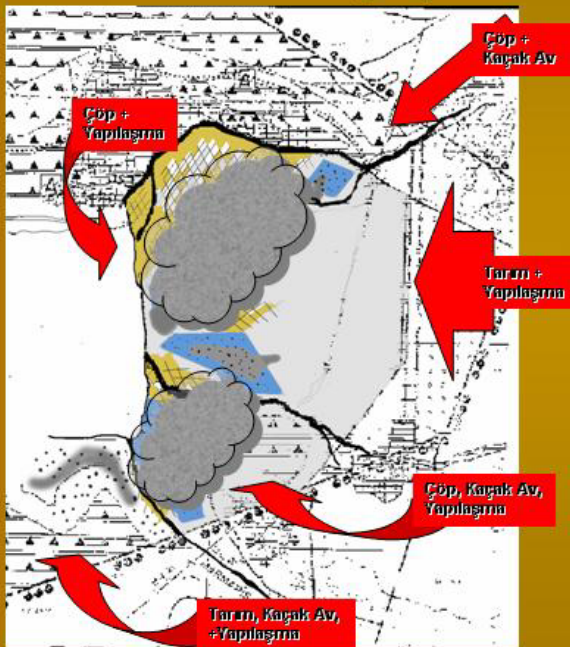 Çöp +
Kaçak Av
Çöp +
Yapılaşma
Tarım +
Yapılaşma
Çöp, Kaçak Av,
Yapılaşma
Tarım, Kaçak Av,
+Yapılaşma